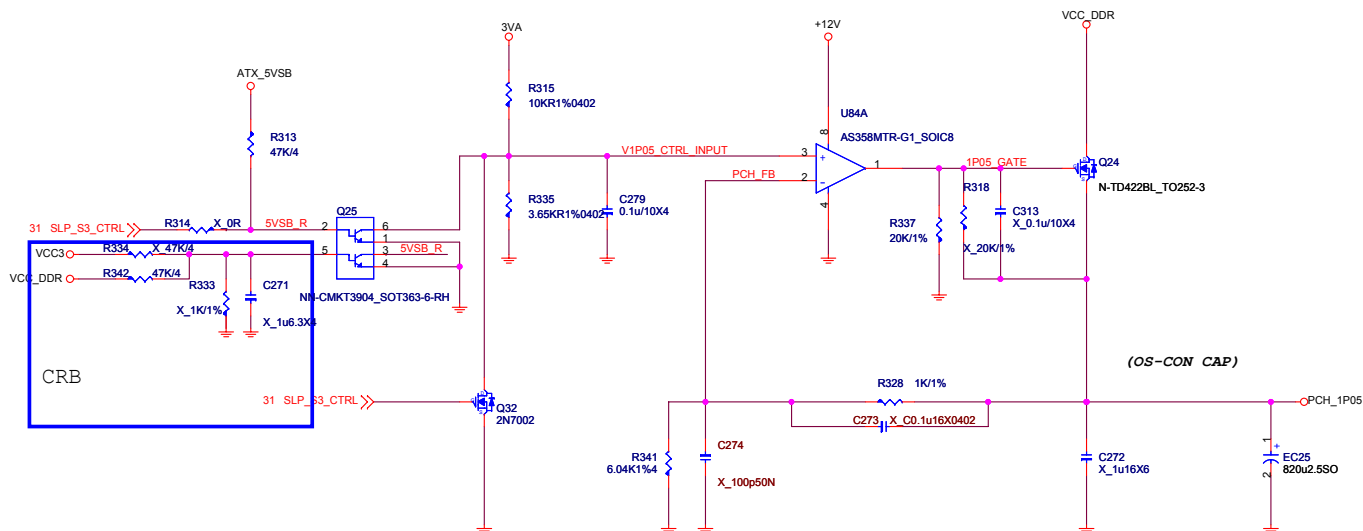 VCC_DDR
+12V
3VA
ATX_5VSB
R315
10KR1%0402
U84A
AS358MTR-G1_SOIC8
R313
47K/4
8
V1P05_CTRL_INPUT
3
+
1
1P05_GATE
Q24
N-TD422BL_TO252-3
PCH_FB
2
-
4
R335
3.65KR1%0402
C279
0.1u/10X4
R318
X_20K/1%
R337
20K/1%
C313
X_0.1u/10X4
31 SLP_S3_CTRL
R314
X_0R
5VSB_R
Q25
2
6
1
VCC3
R334
X_47K/4
5
3
5VSB_R
4
VCC_DDR
R342
47K/4
R333
X_1K/1%
C271
X_1u6.3X4
NN-CMKT3904_SOT363-6-RH
CRB
(OS-CON CAP)
R328
1K/1%
31 SLP_S3_CTRL
Q32
2N7002
PCH_1P05
C273
X_C0.1u16X0402
R341
6.04K1%4
C274
X_100p50N
C272
X_1u16X6
1
+
EC25
820u2.5SO
2